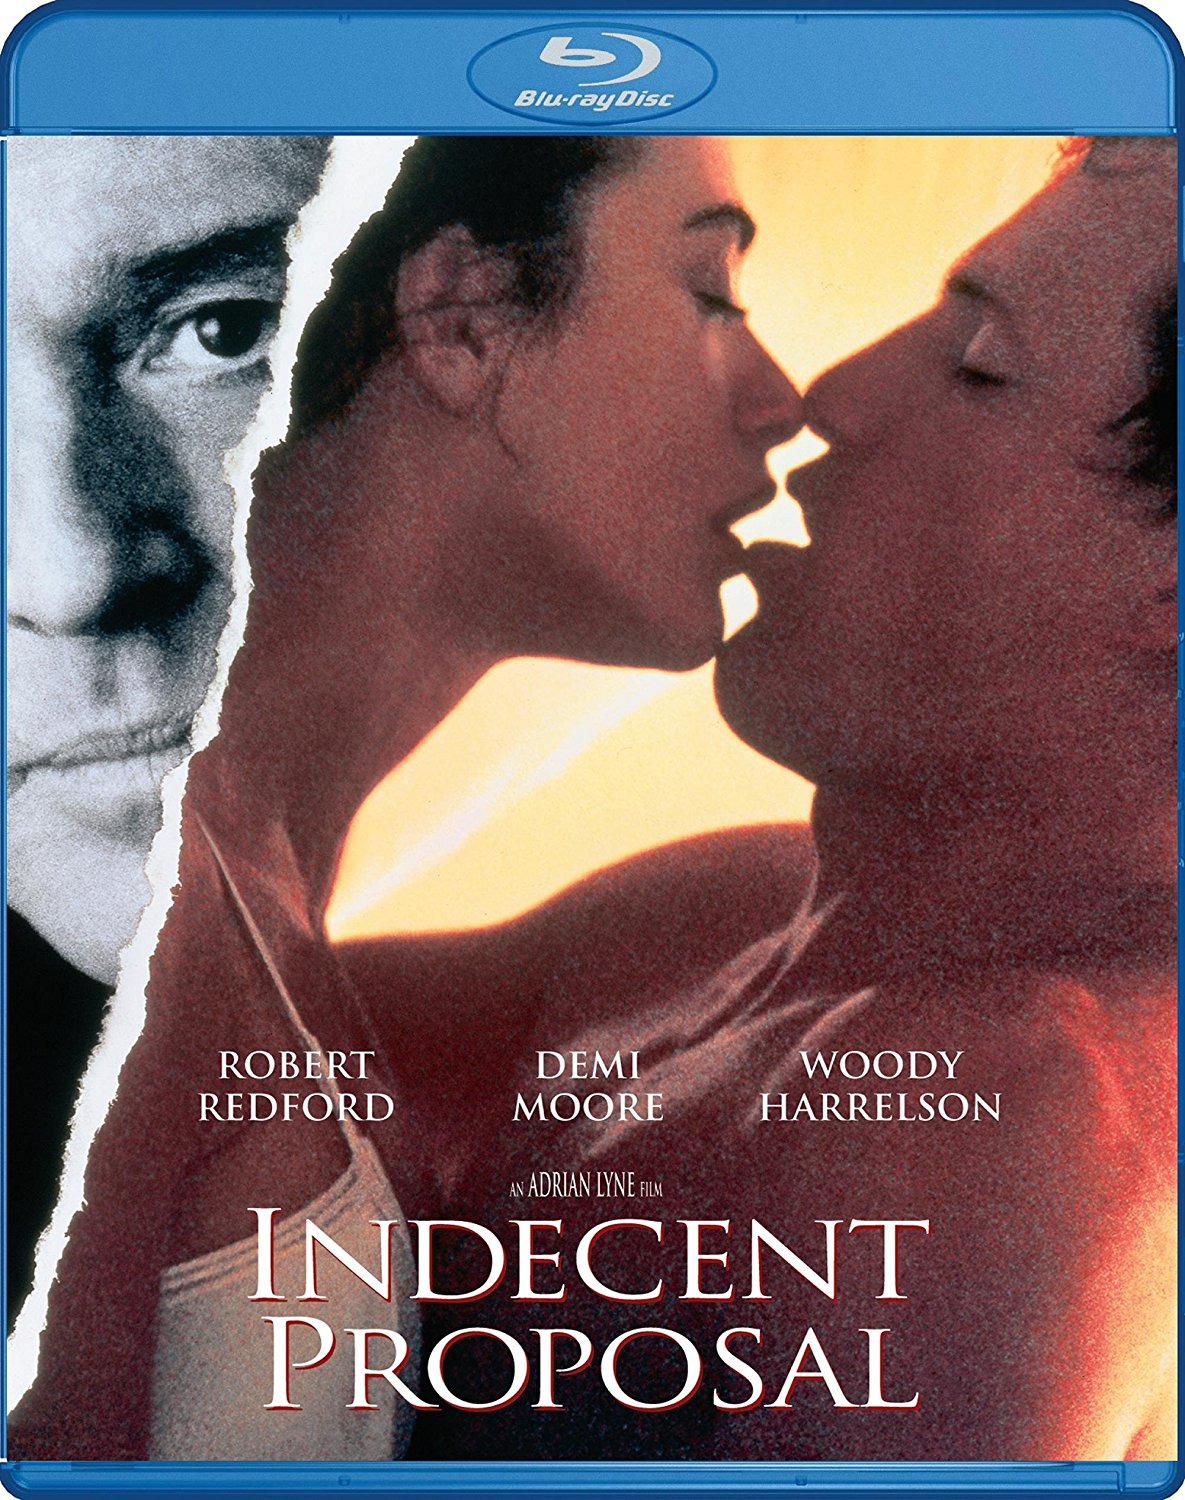 Blu-ray Disc
ROBERT REDFORD
DEMI MOORE
WOODY HARRELSON
AN ADRIAN LYNE FILM
INDECENT
PROPOSAL